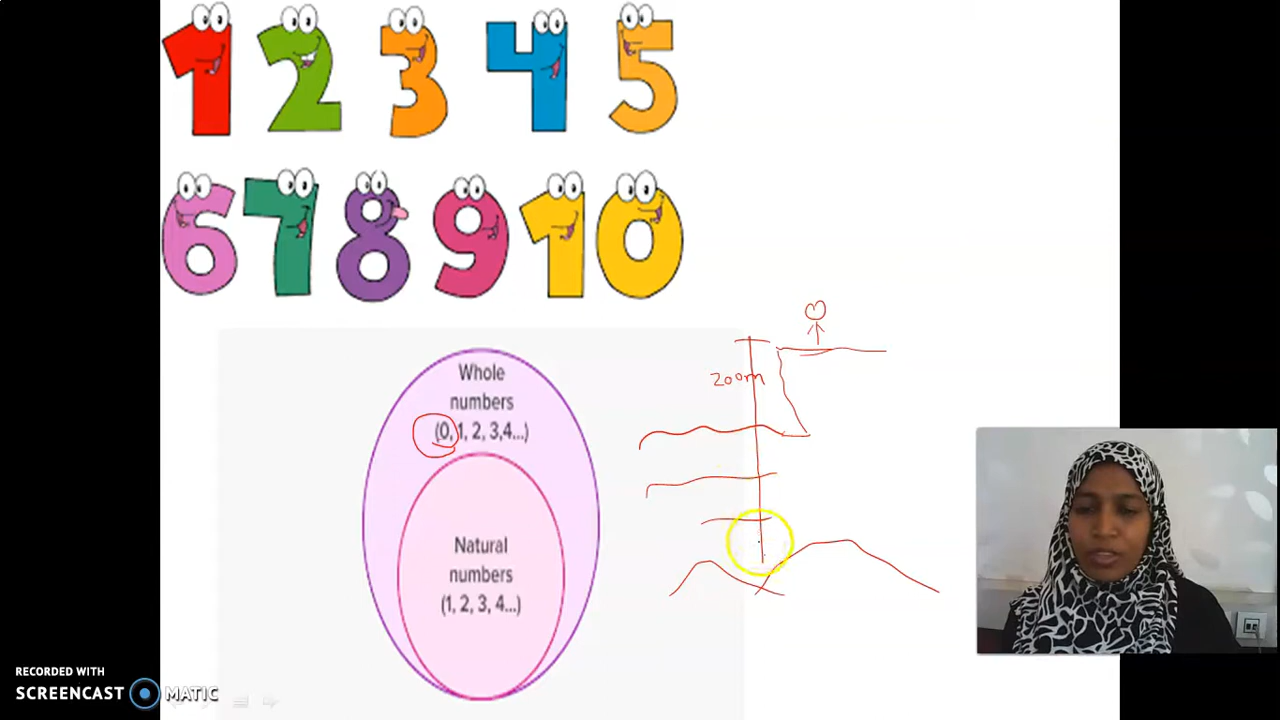 1 2 3 4 5
6 7 8 9 10
Whole
numbers
(0, 1, 2, 3,4...)
Natural
numbers
(1, 2, 3, 4...)
200m
RECORDED WITH
SCREENCAST MATIC